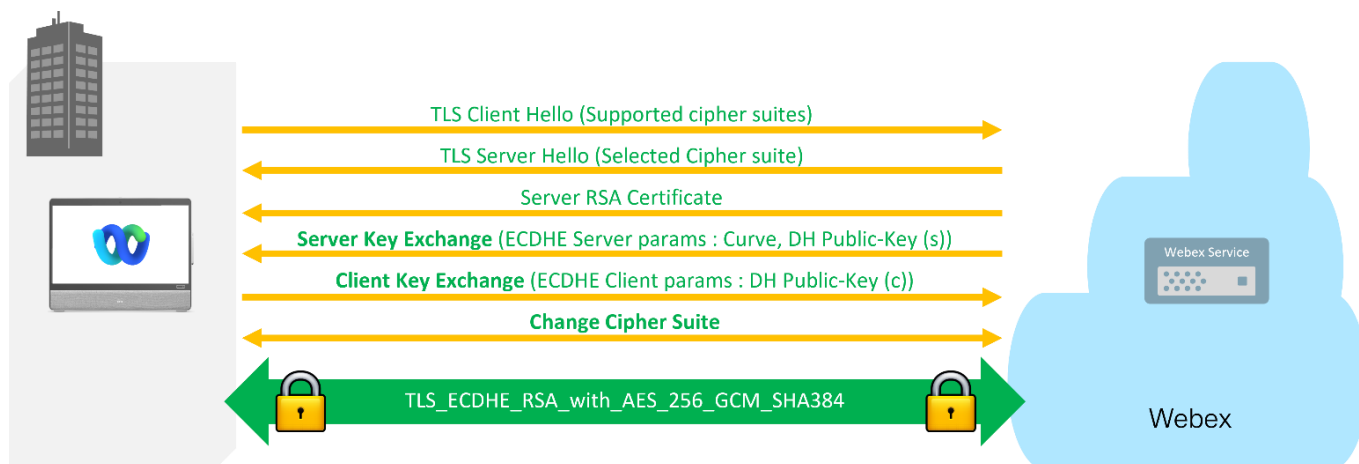 TLS Client Hello (Supported cipher suites)
TLS Server Hello (Selected Cipher suite)
Server RSA Certificate
Server Key Exchange (ECDHE Server params : Curve, DH Public-Key (s))
Webex Service
Client Key Exchange (ECDHE Client params : DH Public-Key (c))
Change Cipher Suite
TLS_ECDHE_RSA_with_AES_256_GCM_SHA384
Webex